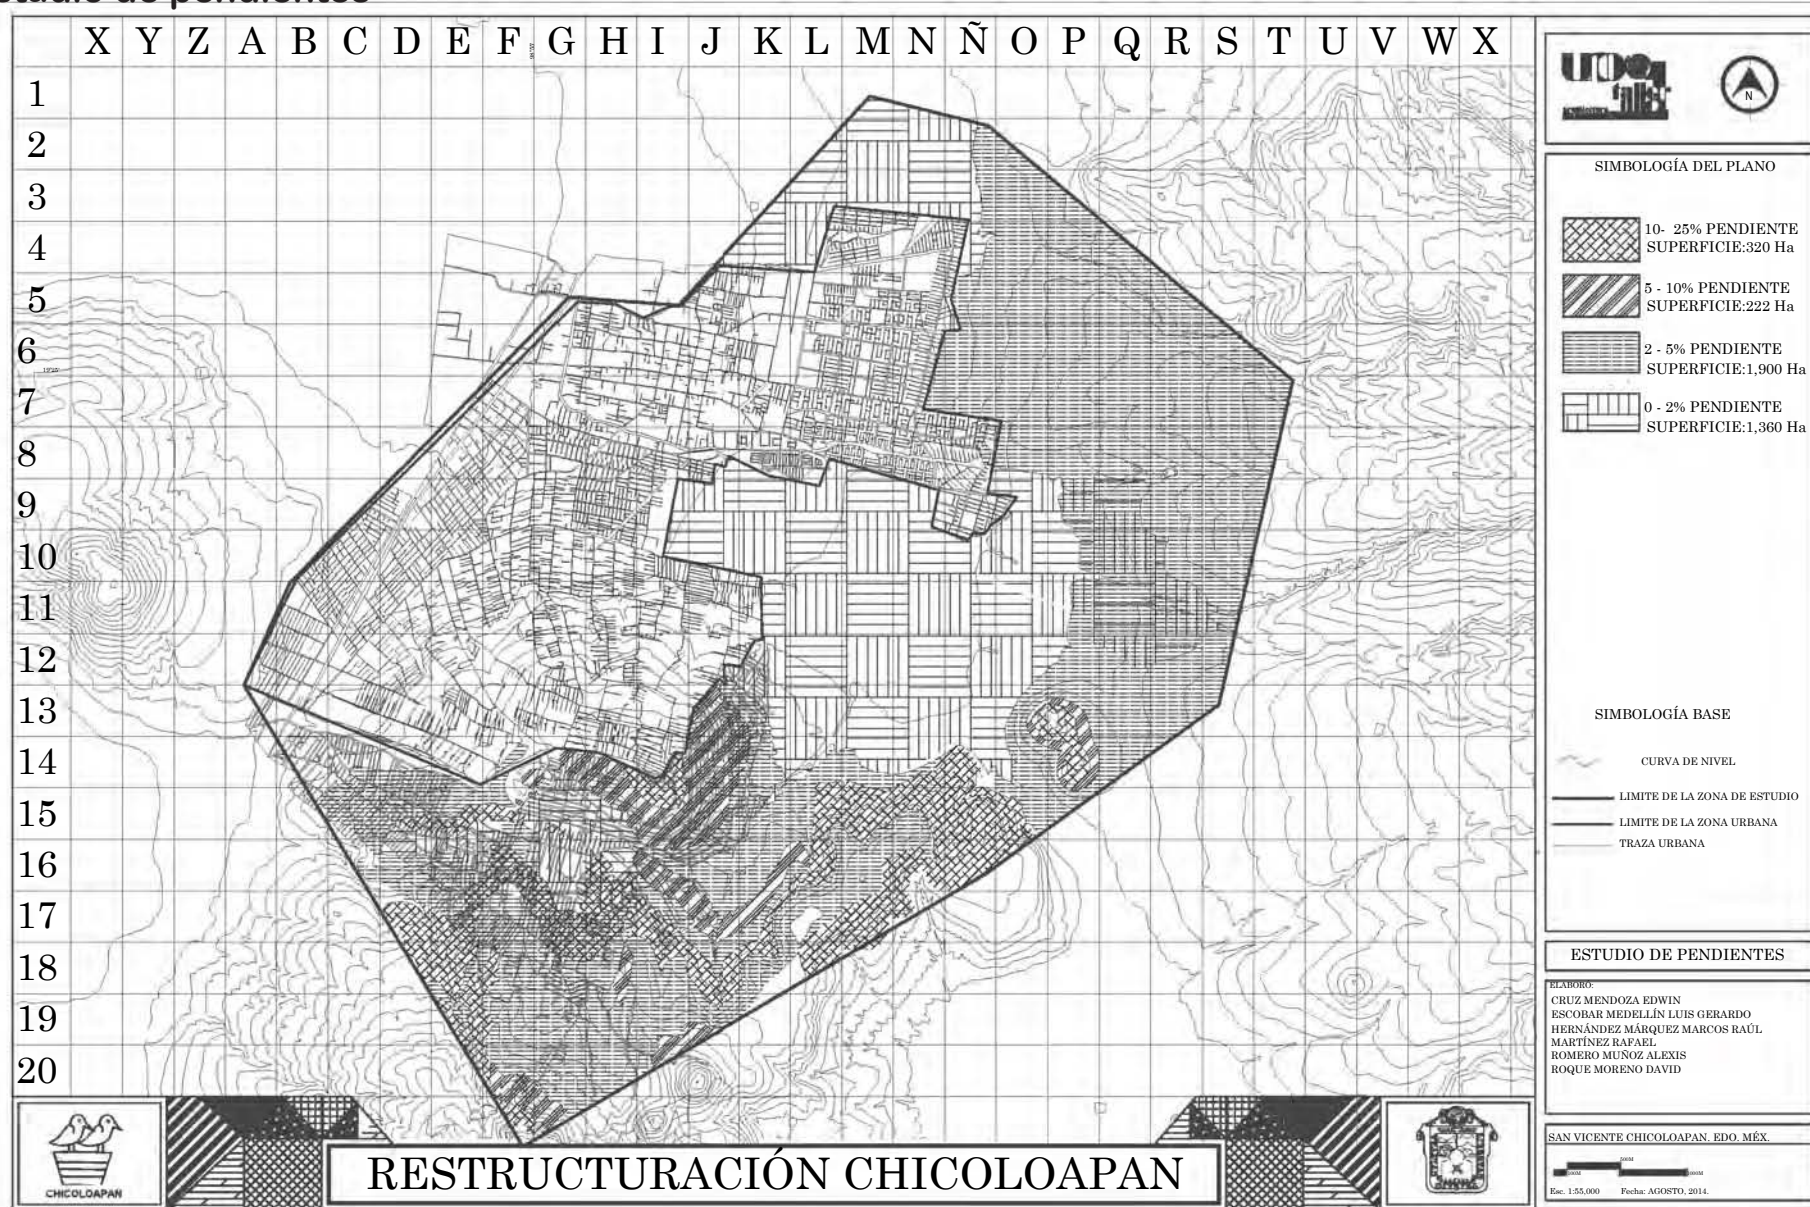 X Y Z A B C D E F G H I J K L M N Ñ O P Q R S T U V W X
1
2
3
4
5
6
7
8
9
10
11
12
13
14
15
16
17
18
19
20
taller
N
SIMBOLOGÍA DEL PLANO
10- 25% PENDIENTE
SUPERFICIE:320 Ha
5 - 10% PENDIENTE
SUPERFICIE:222 Ha
2 - 5% PENDIENTE
SUPERFICIE:1,900 Ha
0 - 2% PENDIENTE
SUPERFICIE:1,360 Ha
SIMBOLOGÍA BASE
CURVA DE NIVEL
LIMITE DE LA ZONA DE ESTUDIO
LIMITE DE LA ZONA URBANA
TRAZA URBANA
ESTUDIO DE PENDIENTES
ELABORO:
CRUZ MENDOZA EDWIN
ESCOBAR MEDELLÍN LUIS GERARDO
HERNÁNDEZ MÁRQUEZ MARCOS RAÚL
MARTÍNEZ RAFAEL
ROMERO MUÑOZ ALEXIS
ROQUE MORENO DAVID
SAN VICENTE CHICOLOAPAN. EDO. MÉX.
Esc. 1:55,000 Fecha: AGOSTO, 2014.
CHICOLOAPAN
RESTRUCTURACIÓN CHICOLOAPAN